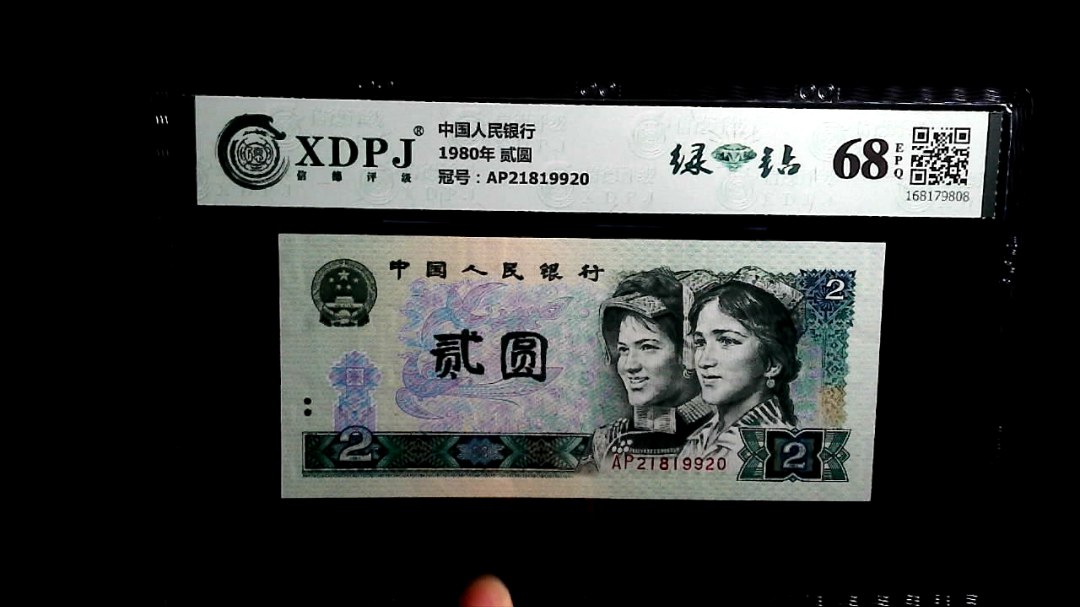 XDPJ®
信缘评级
中国人民银行
1980年 贰圆
冠号：AP21819920
绿钻
68
EPQ
168179808
中国人民银行
2
贰圆
2
AP21819920
2